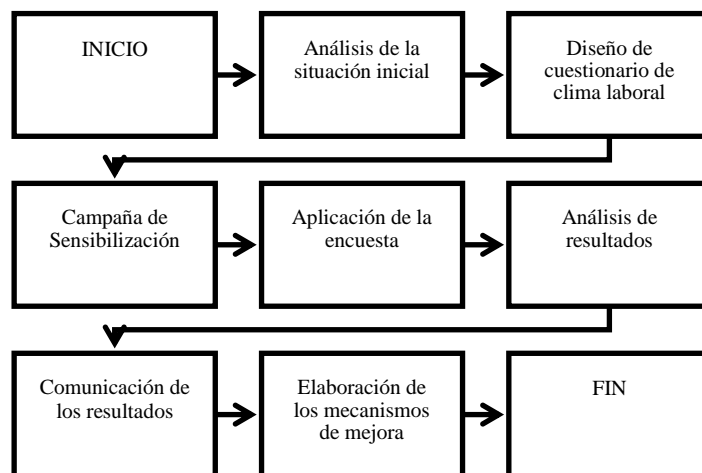 INICIO
Análisis de la
situación inicial
Diseño de
cuestionario de
clima laboral
Campaña de
Sensibilización
Aplicación de la
encuesta
Análisis de
resultados
Comunicación de
los resultados
Elaboración de
los mecanismos
de mejora
FIN